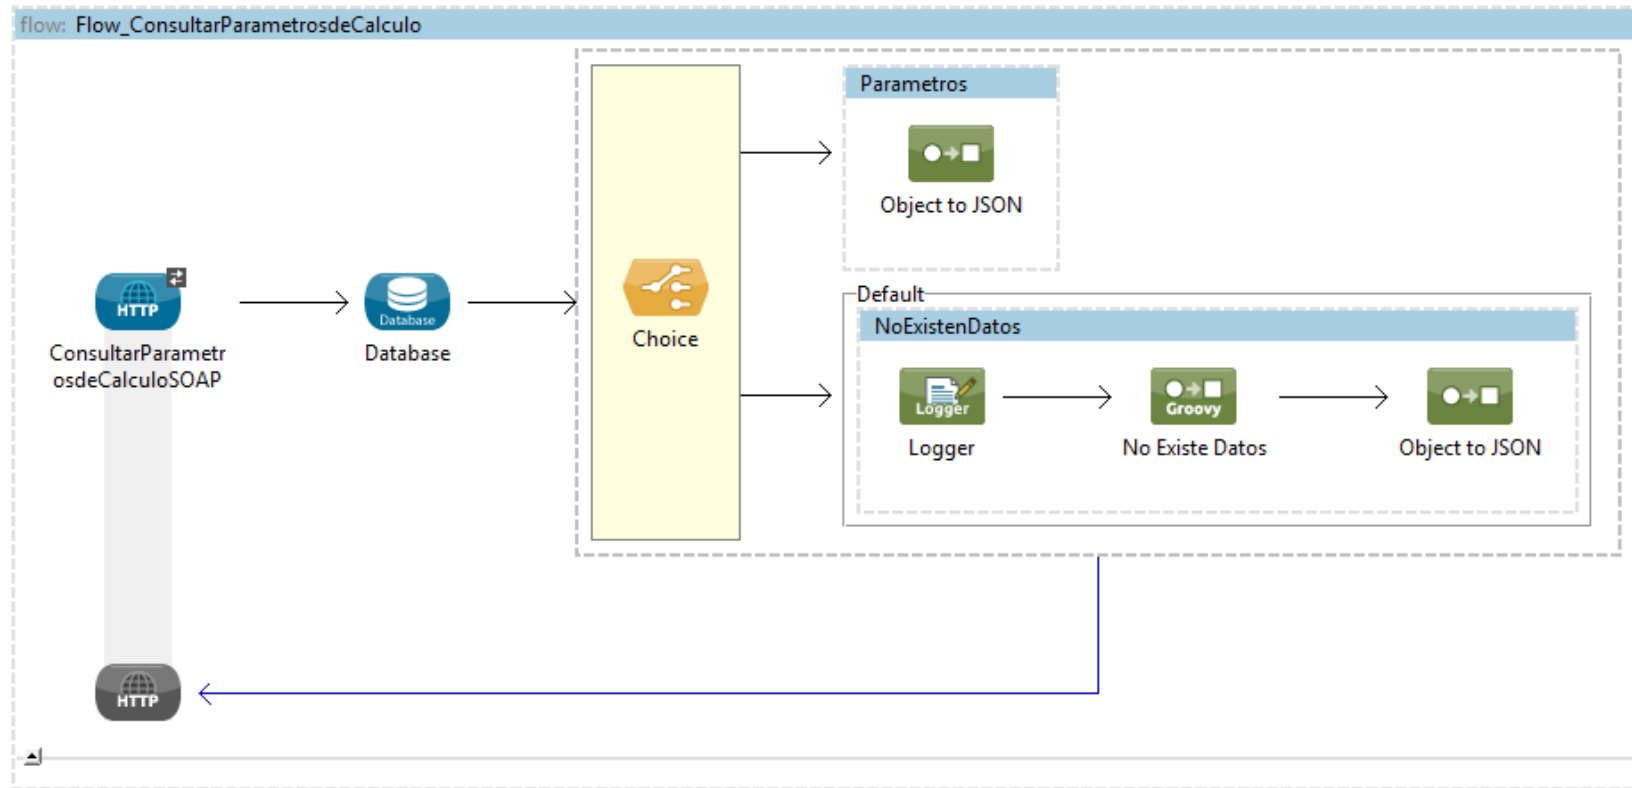 flow: Flow_ConsultarParametrosdeCalculo
Parametros
Object to JSON
HTTP
ConsultarParametr
osdeCalculoSOAP
Database
Database
Choice
Default
NoExistenDatos
Logger
Logger
Groovy
No Existe Datos
Object to JSON
HTTP